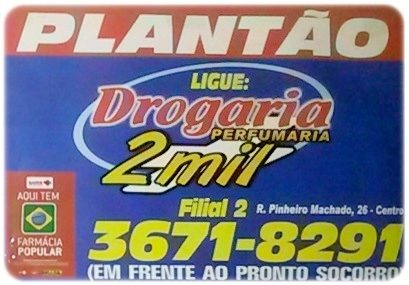 PLANTÃO
LIGUE:
Drogaria
PERFUMARIA
2mil
Filial 2 R. Pinheiro Machado, 26 - Centro
3671-8291
(EM FRENTE AO PRONTO SOCORRO
AQUI TEM
FARMÁCIA
POPULAR